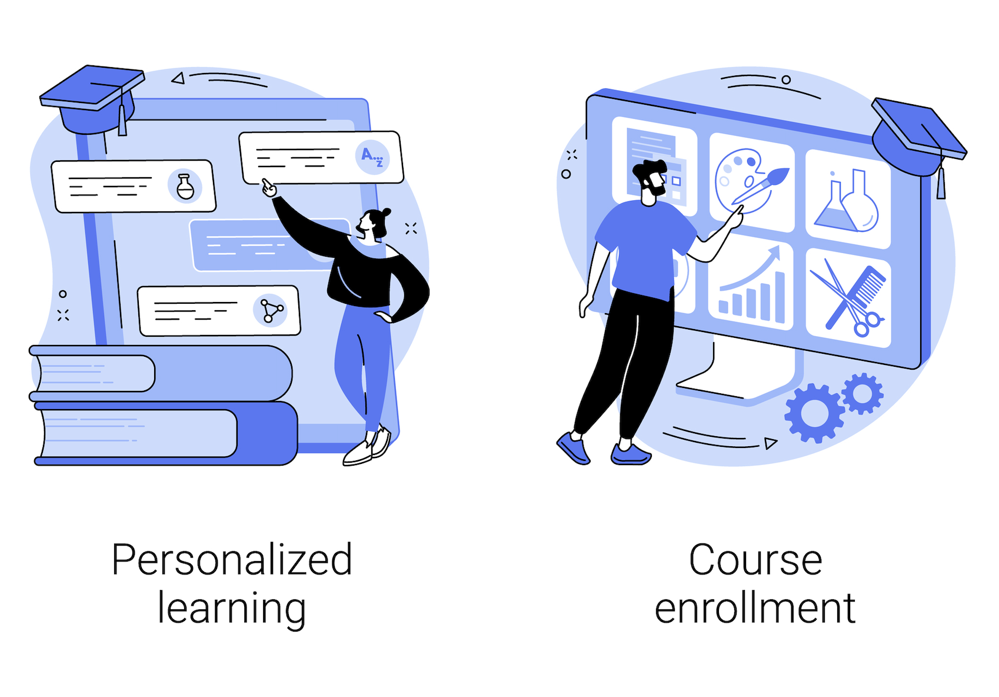 A...z
Personalized
learning
Course
enrollment